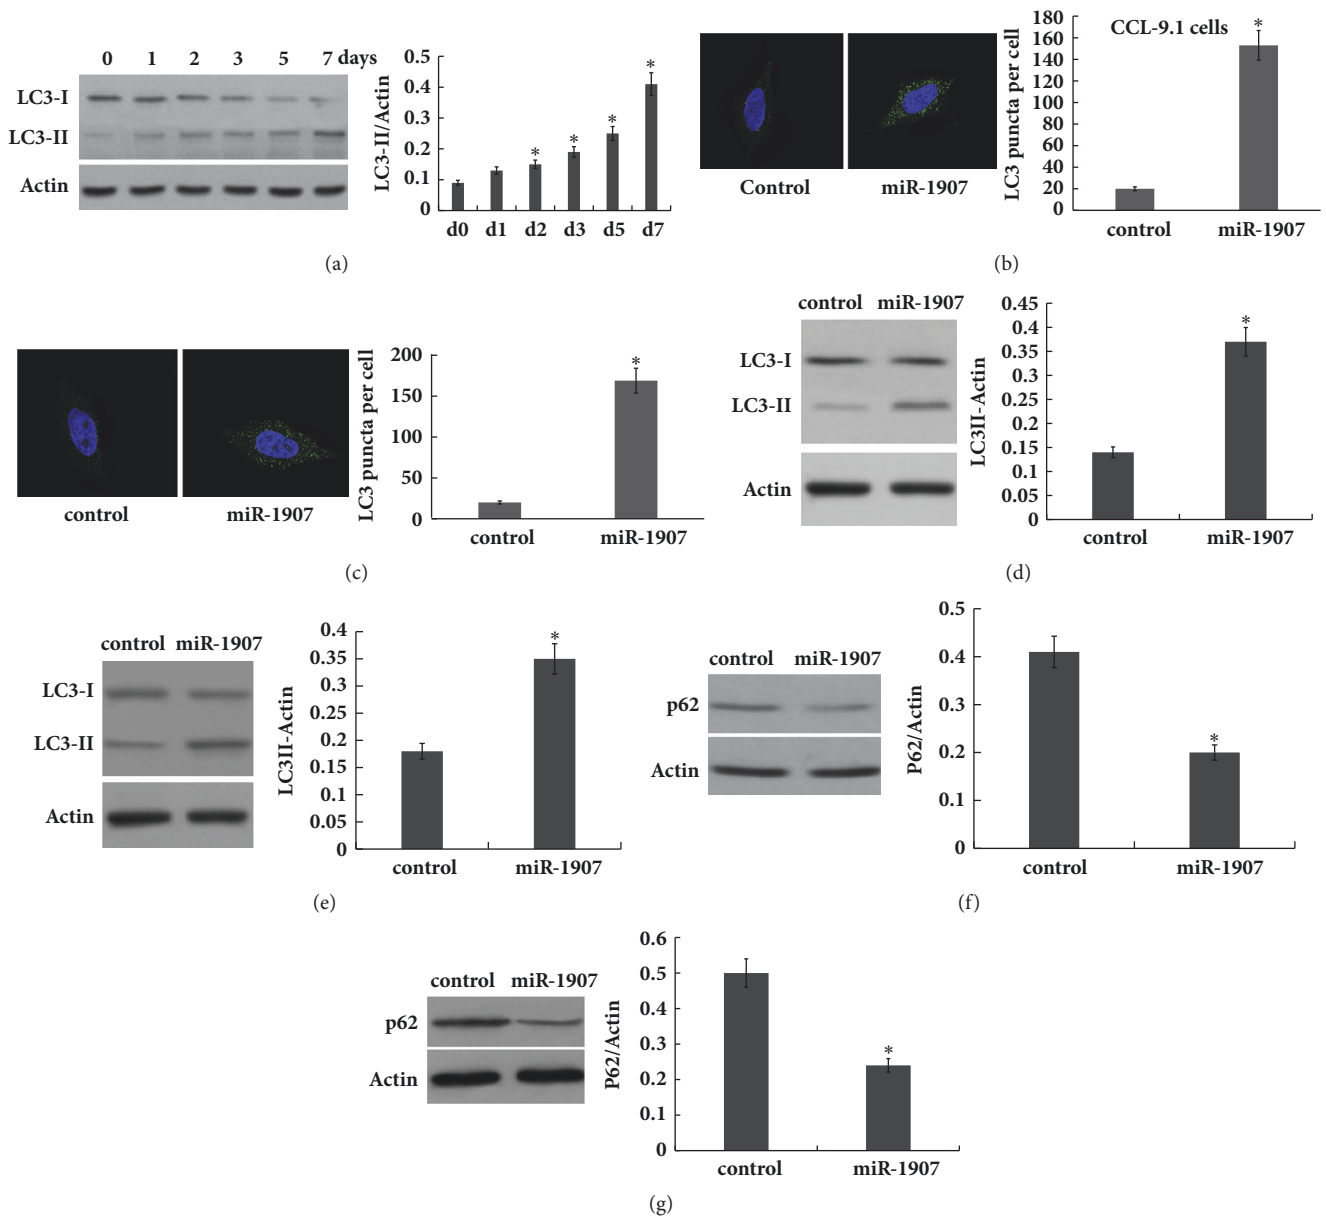 0 1 2 3 5 7 days
LC3-I
LC3-II
Actin
LC3-II/Actin
0.5
0.4
0.3
0.2
0.1
0
* * * *
d0 d1 d2 d3 d5 d7
(a)
Control miR-1907
LC3 puncta per cell
180
160
140
120
100
80
60
40
20
0
CCL-9.1 cells
*
control miR-1907
(b)
control miR-1907
LC3 puncta per cell
200
150
100
50
0
*
control miR-1907
(c)
control miR-1907
LC3-I
LC3-II
Actin
LC3II-Actin
0.45
0.4
0.35
0.3
0.25
0.2
0.15
0.1
0.05
0
*
control miR-1907
(d)
control miR-1907
LC3-I
LC3-II
Actin
LC3II-Actin
0.4
0.35
0.3
0.25
0.2
0.15
0.1
0.05
0
*
control miR-1907
(e)
control miR-1907
p62
Actin
P62/Actin
0.5
0.4
0.3
0.2
0.1
0
*
control miR-1907
(f)
control miR-1907
p62
Actin
P62/Actin
0.6
0.5
0.4
0.3
0.2
0.1
0
*
control miR-1907
(g)